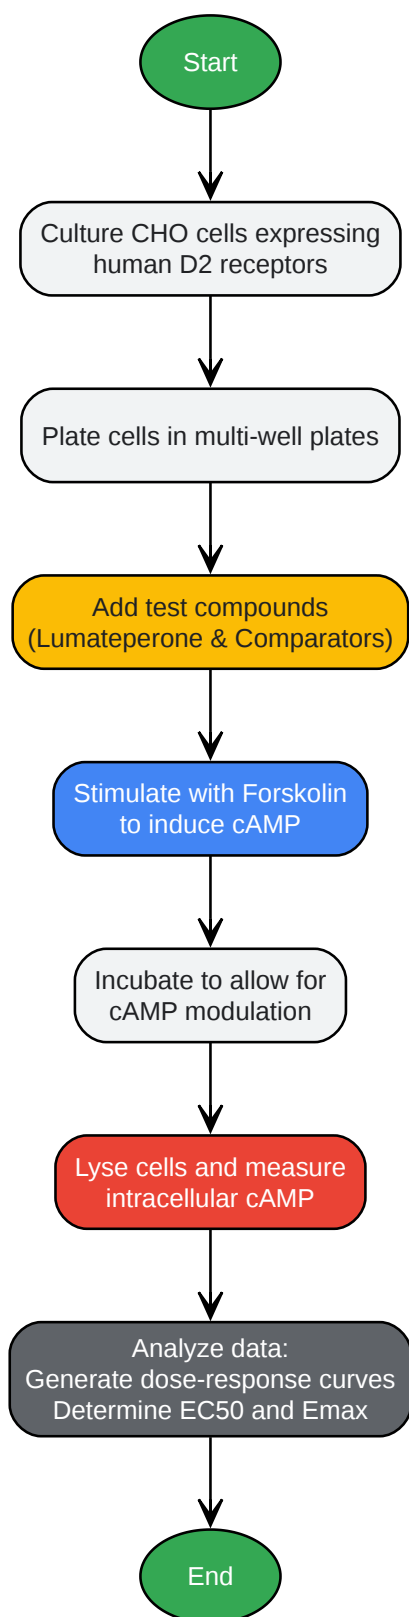 Start
Culture CHO cells expressing
human D2 receptors
Plate cells in multi-well plates
Add test compounds
(Lumateperone & Comparators)
Stimulate with Forskolin
to induce cAMP
Incubate to allow for
cAMP modulation
Lyse cells and measure
intracellular cAMP
Analyze data:
Generate dose-response curves
Determine EC50 and Emax
End